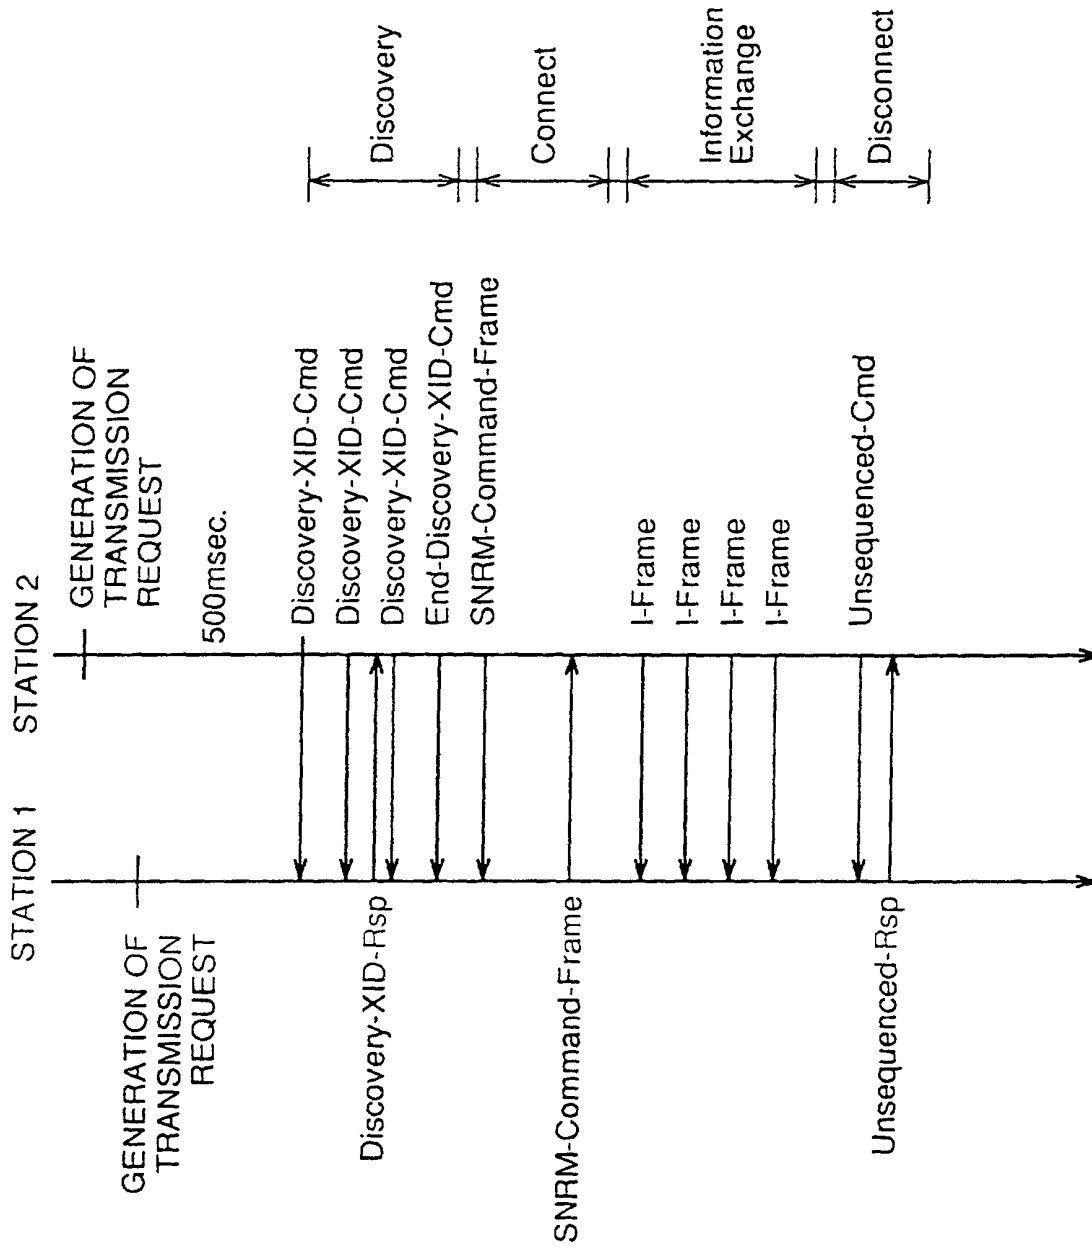 STATION 1
STATION 2
GENERATION OF
TRANSMISSION
REQUEST
GENERATION OF
TRANSMISSION
REQUEST
500msec.
Discovery-XID-Cmd
Discovery-XID-Cmd
Discovery-XID-Rsp
Discovery-XID-Cmd
End-Discovery-XID-Cmd
SNRM-Command-Frame
SNRM-Command-Frame
I-Frame
I-Frame
I-Frame
I-Frame
Unsequenced-Cmd
Unsequenced-Rsp
Discovery
Connect
Information
Exchange
Disconnect